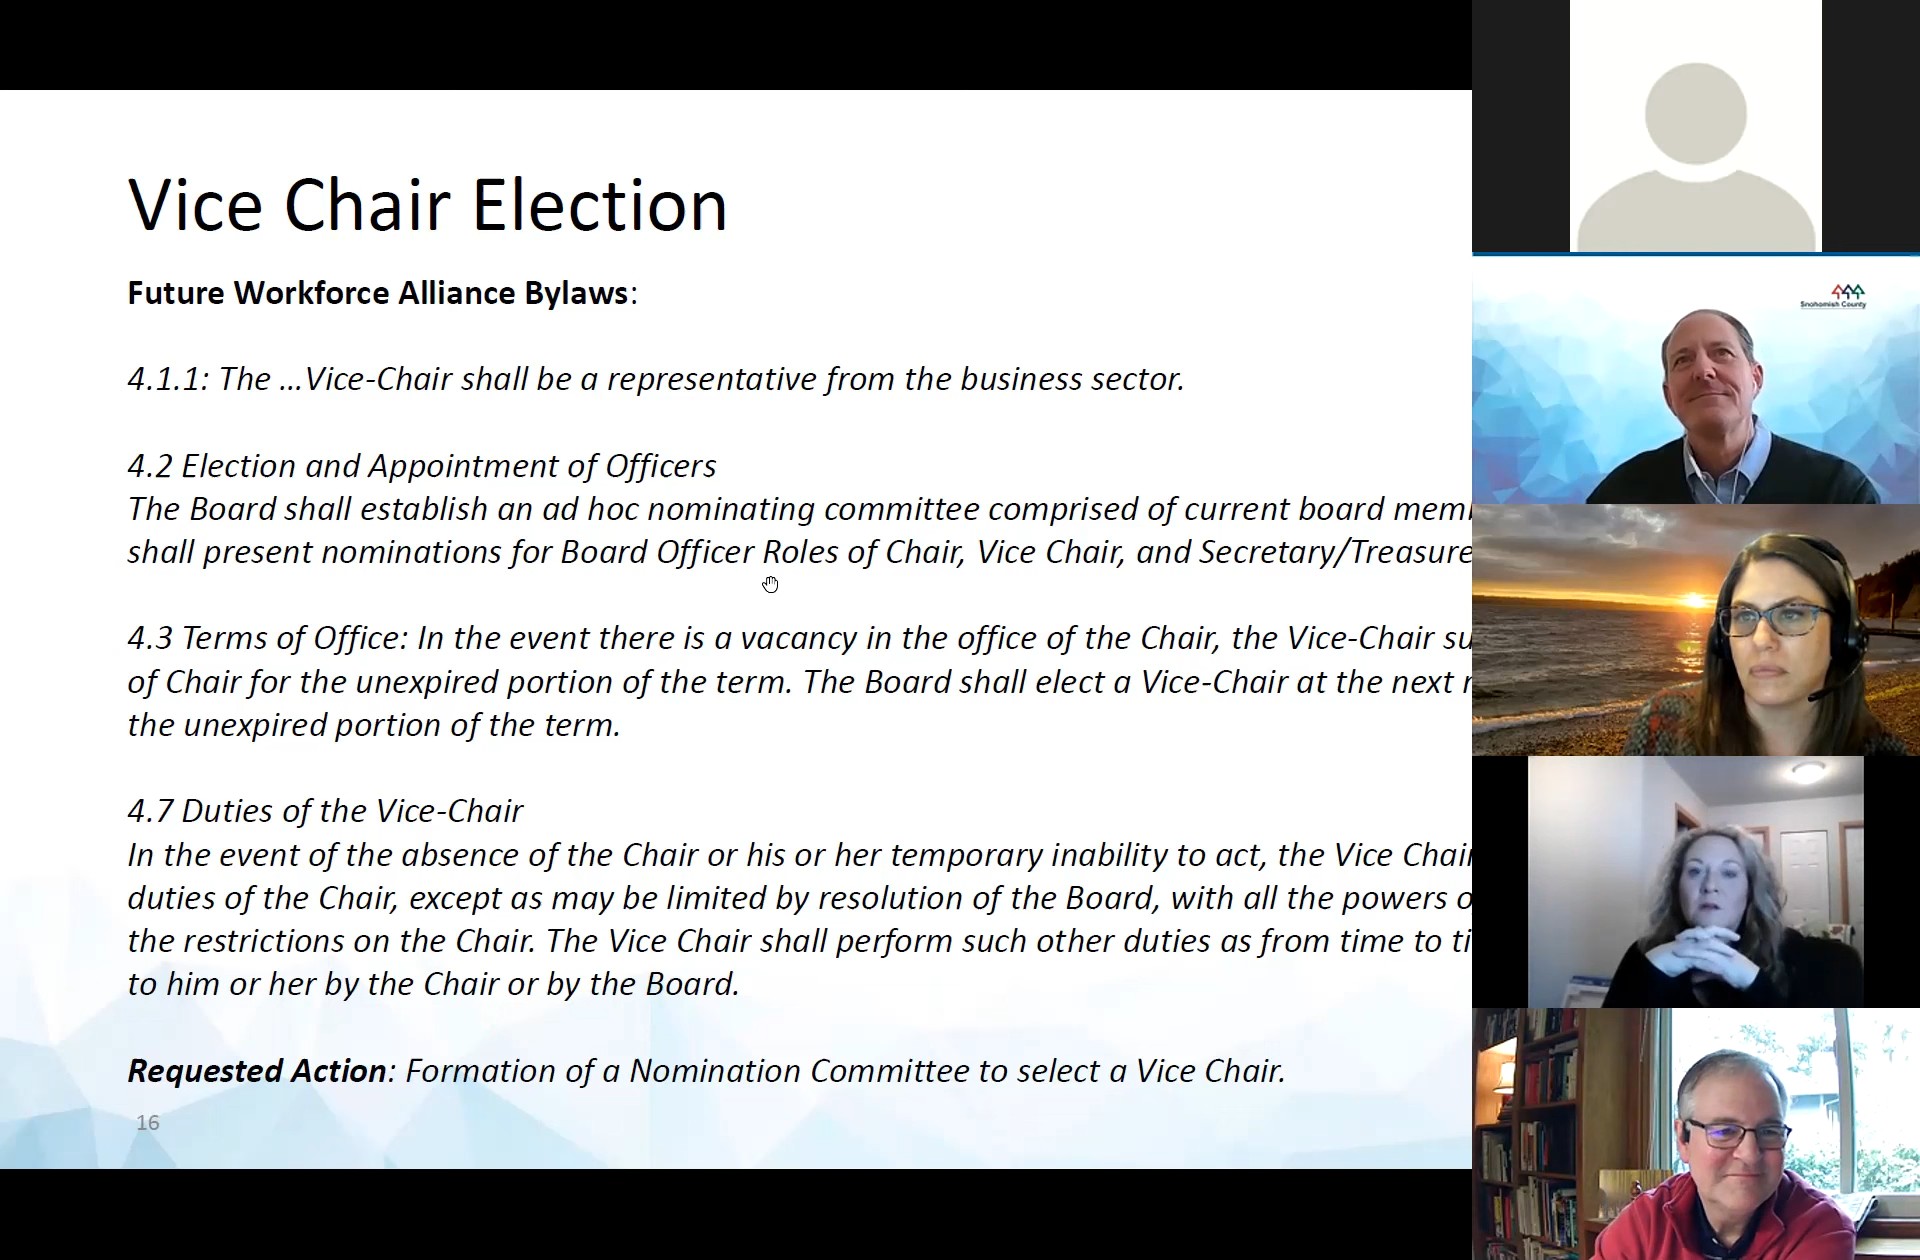 Vice Chair Election
Future Workforce Alliance Bylaws:
4.1.1: The ...Vice-Chair shall be a representative from the business sector.
4.2 Election and Appointment of Officers
The Board shall establish an ad hoc nominating committee comprised of current board
shall present nominations for Board Officer Roles of Chair, Vice Chair, and
4.3 Terms of Office: In the event there is a vacancy in the office of the Chair, the Vice-Chair
of Chair for the unexpired portion of the term. The Board shall elect a Vice-Chair at the next
the unexpired portion of the term.
4.7 Duties of the Vice-Chair
In the event of the absence of the Chair or his or her temporary inability to act, the Vice Chair
duties of the Chair, except as may be limited by resolution of the Board, with all the powers
the restrictions on the Chair. The Vice Chair shall perform such other duties as from time to
to him or her by the Chair or by the Board.
Requested Action: Formation of a Nomination Committee to select a Vice Chair.
16
Snohomish County